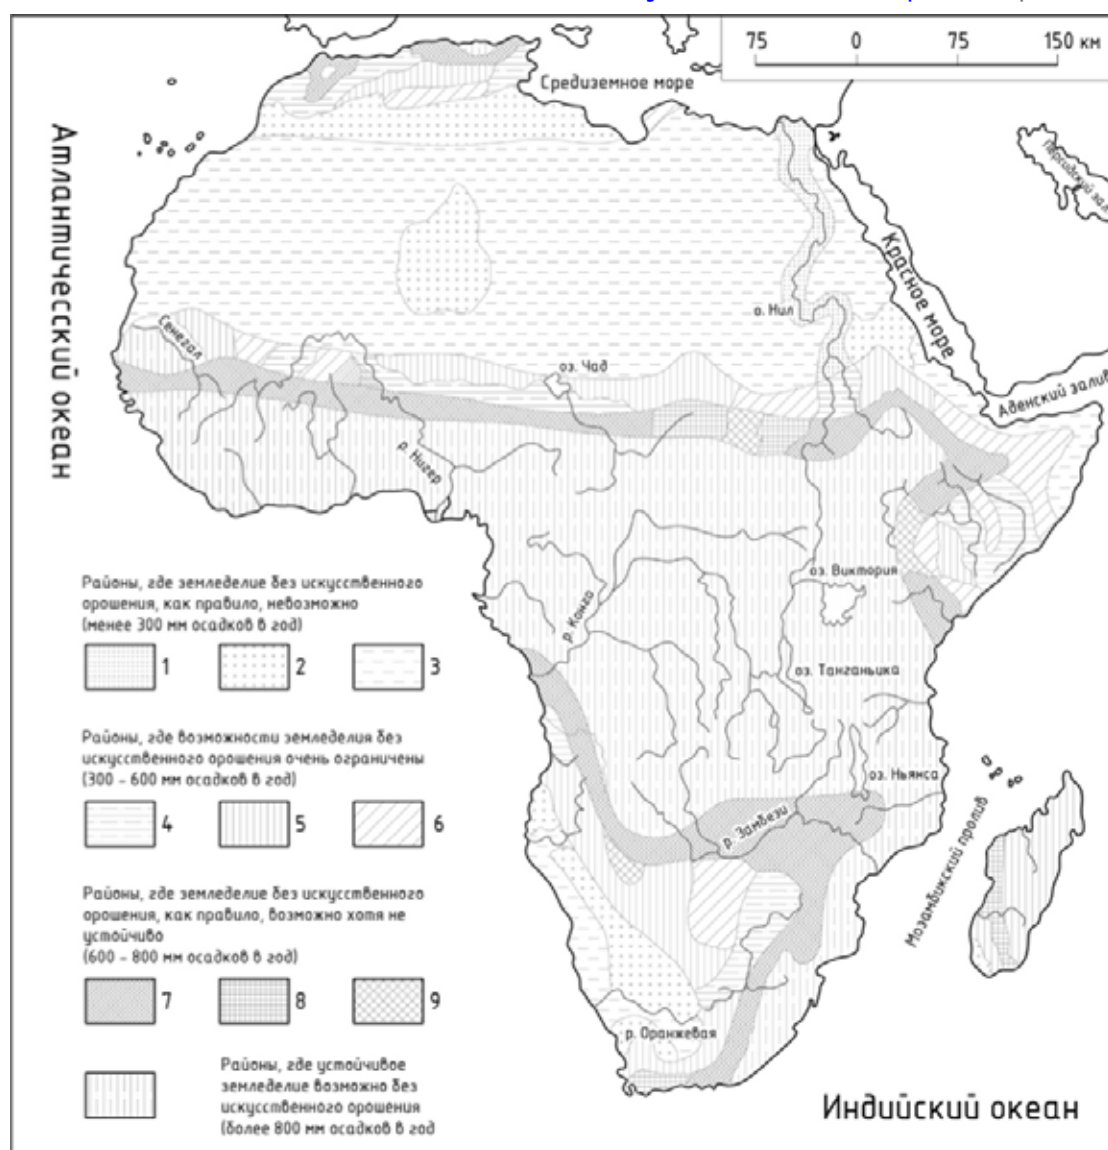 75 0 75 150 км
Средиземное море
Персидский зал
Атлантичесский океан
Красное море
о. Нил
Сенегал
оз. Чад
Аденский залив
р. Нигер
Районы, где земледелие без искусственного
орошения, как правило, невозможно
(менее 300 мм осадков в год)
1 2 3
оз. Виктория
р. Конго
оз. Танганьика
Районы, где возможности земледелия без
искусственного орошения очень ограничены
(300 - 600 мм осадков в год)
4 5 6
оз. Ньянса
р. Замбези
Мозамбикский пролив
Районы, где земледелие без искусственного
орошения, как правило, возможно хотя не
устойчиво
(600 - 800 мм осадков в год)
7 8 9
р. Оранжевая
Районы, где устойчивое
земледелие возможно без
искусственного орошения
(более 800 мм осадков в год
Индийский океан